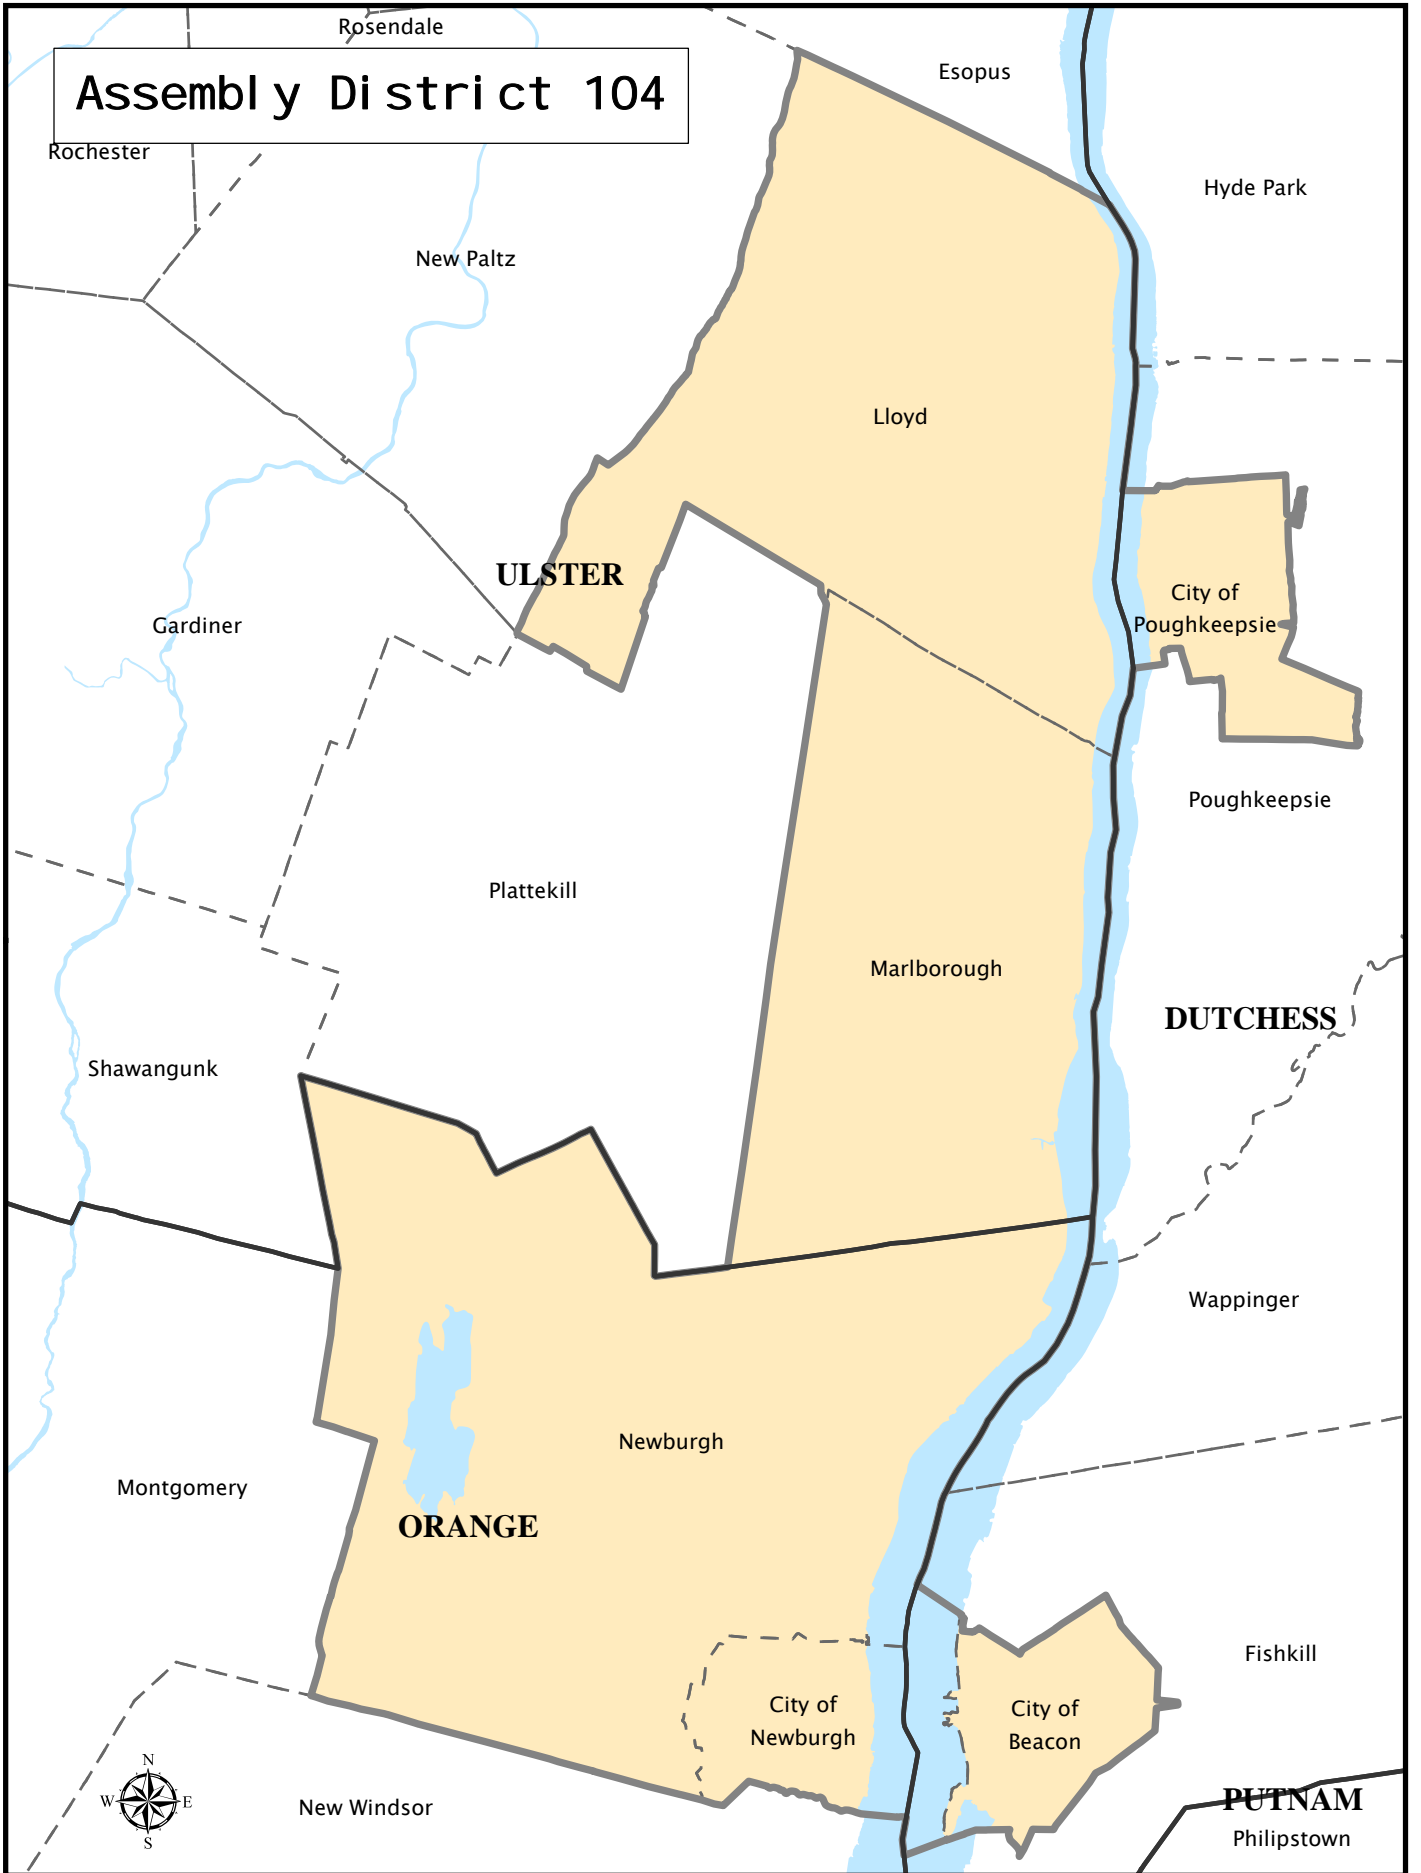 Rosendale
Assembly District 104
Esopus
Rochester
Hyde Park
New Paltz
Lloyd
ULSTER
City of
Poughkeepsie
Gardiner
Poughkeepsie
Plattekill
Marlborough
DUTCHESS
Shawangunk
Wappinger
Newburgh
Montgomery
ORANGE
Fishkill
City of
Newburgh
City of
Beacon
N
W E
S
New Windsor
PUTNAM
Philipstown